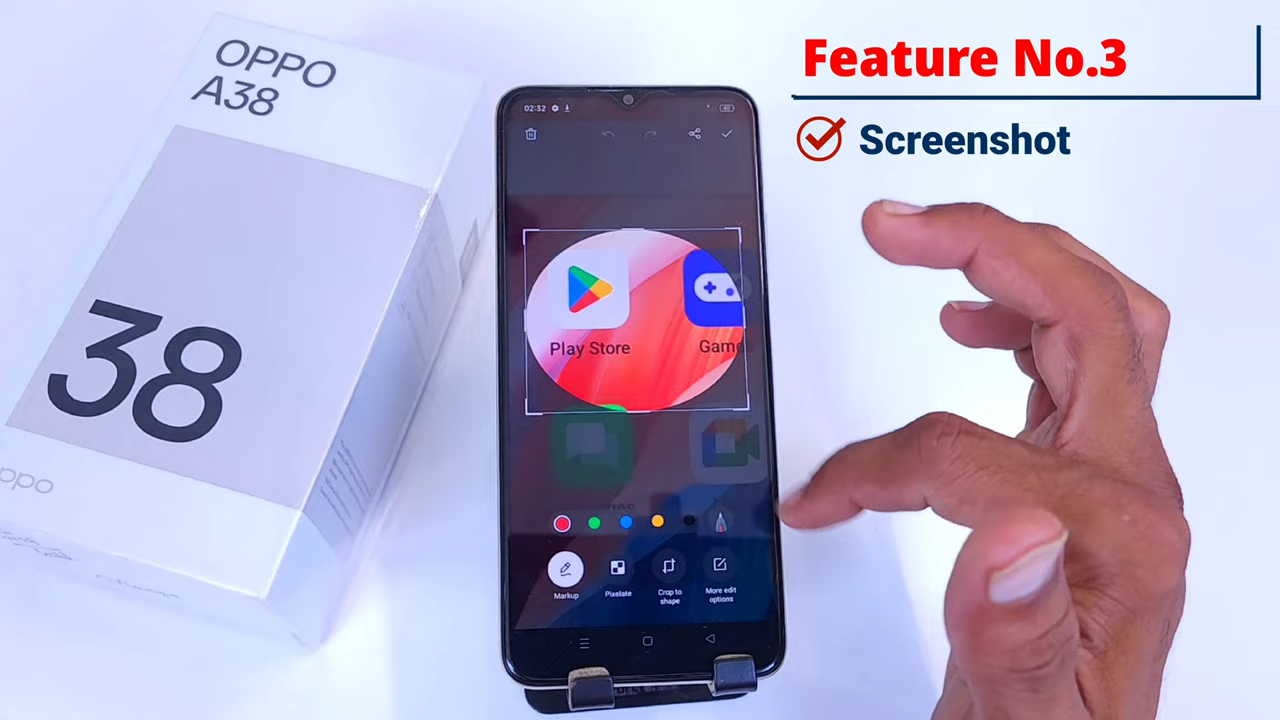 Feature No.3
Screenshot
OPPO
A38
38
oppo
02:32
Play Store
Game
Markup
Pixelate
Crop to
shape
More edit
options